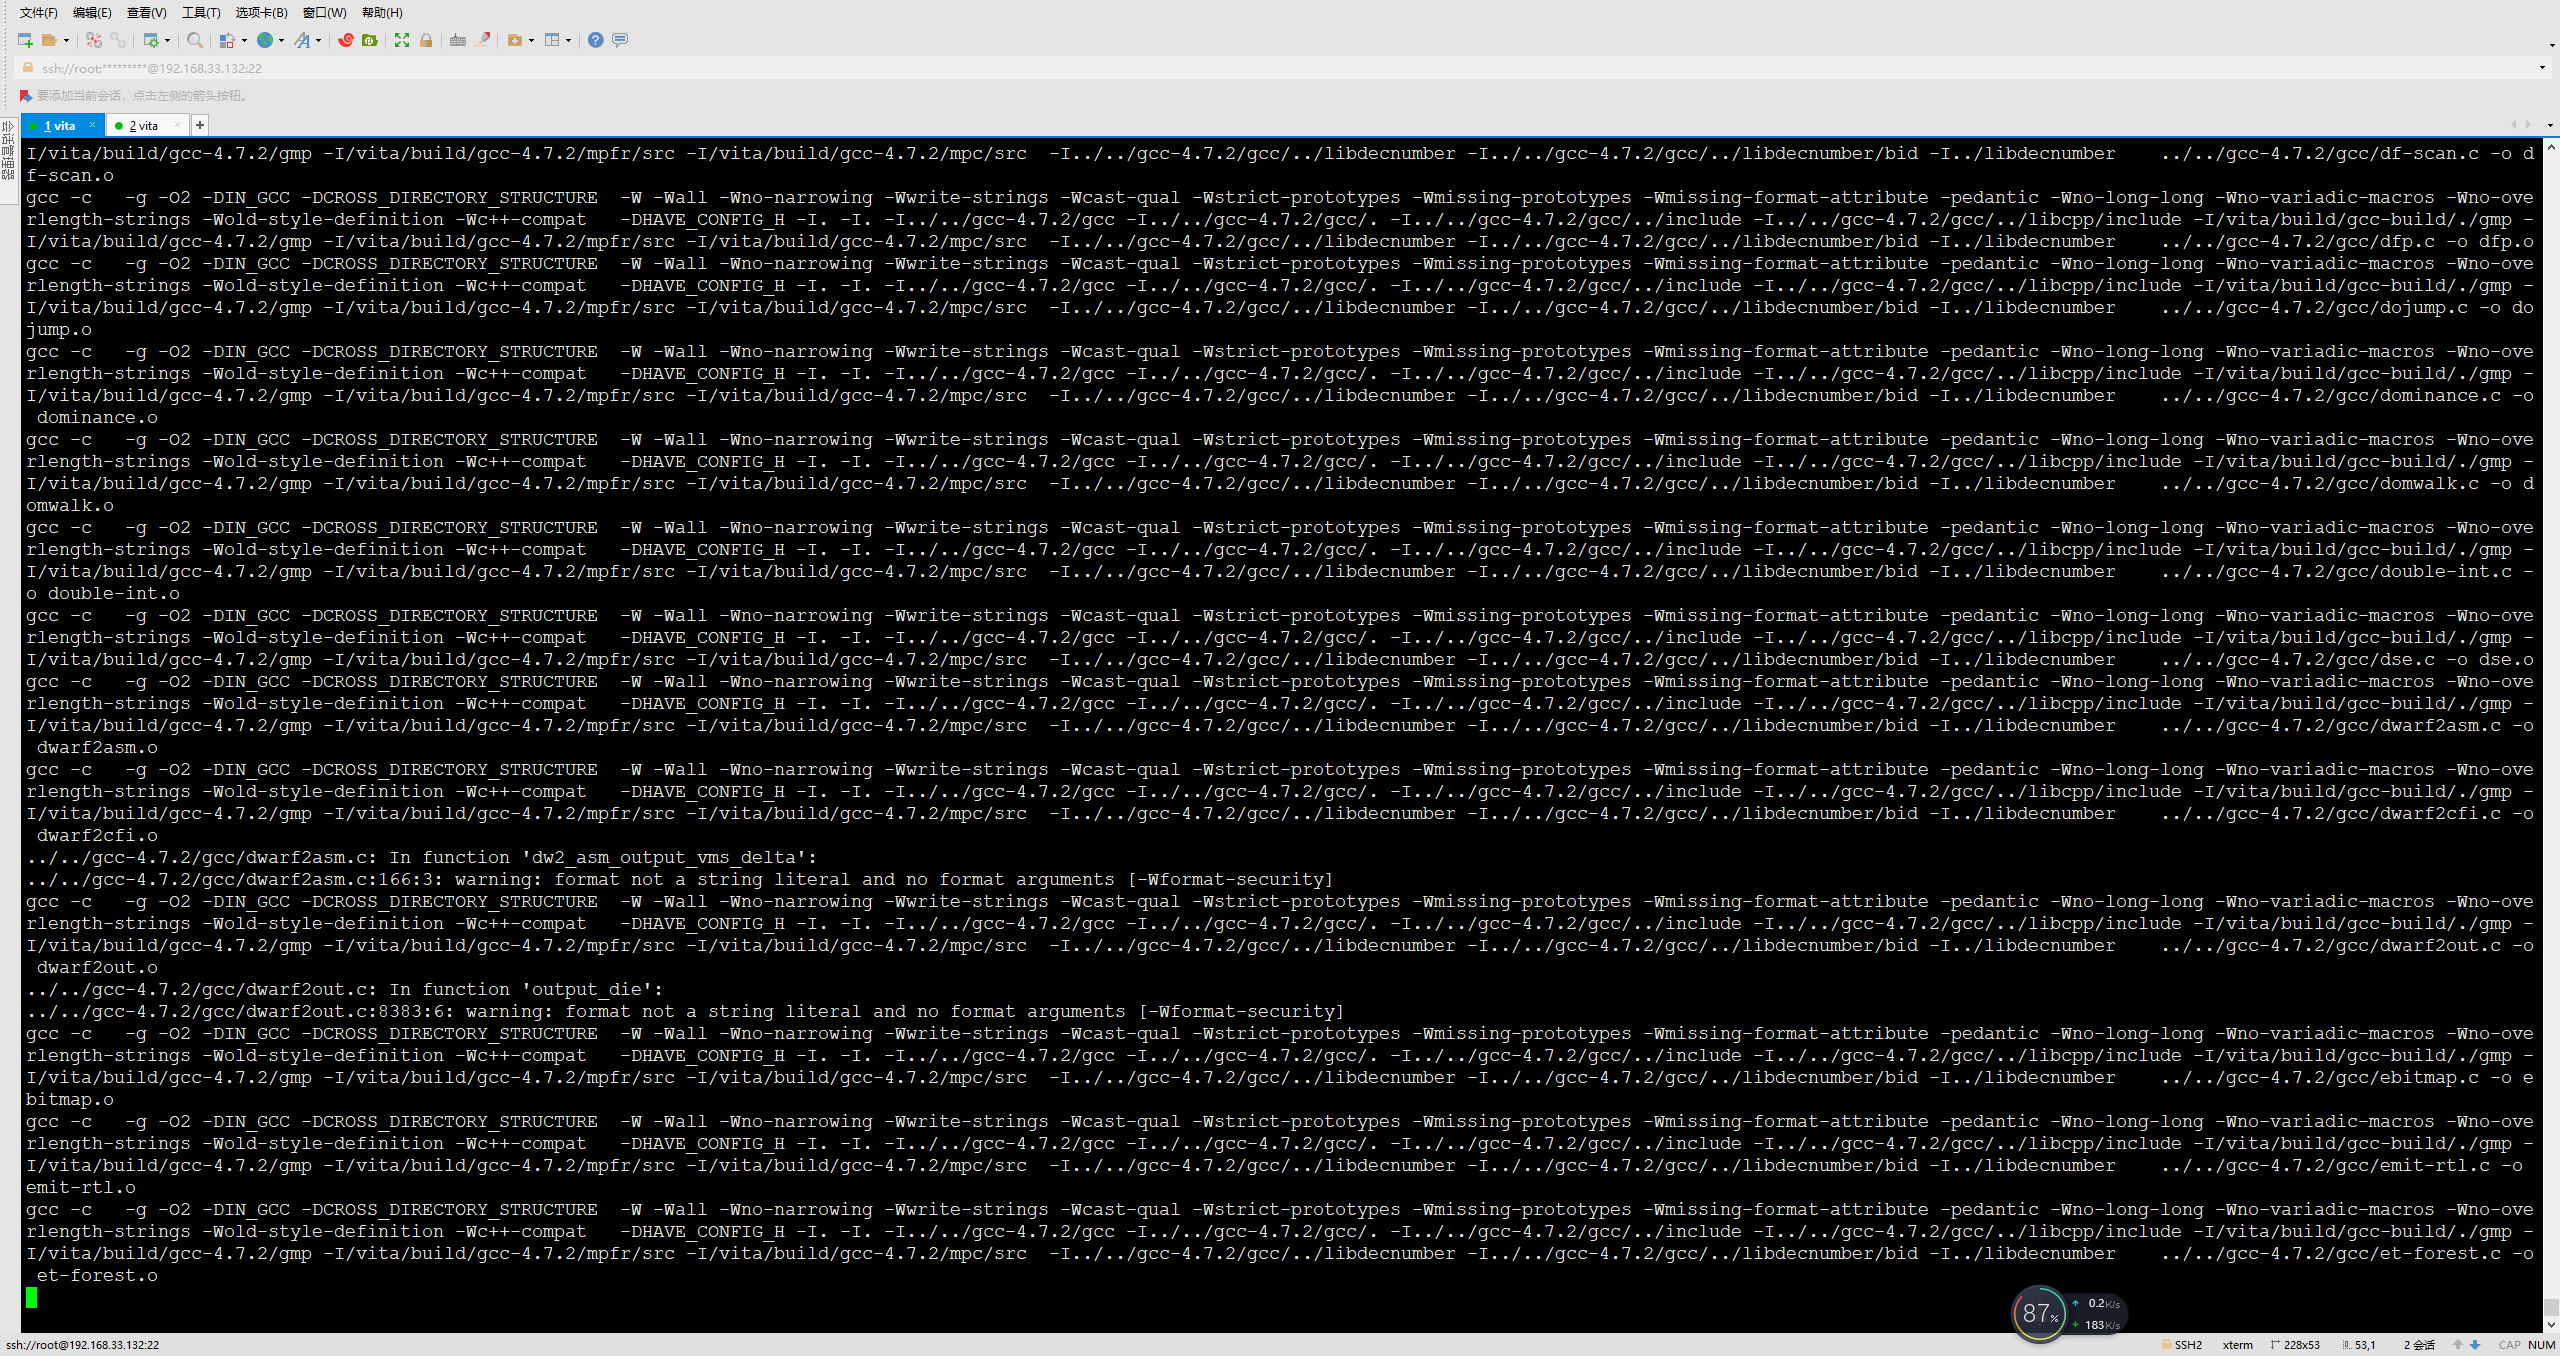 文件(F) 编辑(E) 查看(V) 工具(T) 选项卡(B) 窗口(W) 帮助(H)
ssh://root:*********@192.168.33.132:22
要添加当前会话，点击左侧的箭头按钮。
会话管理器
1 vita × 2 vita × +
I/vita/build/gcc-4.7.2/gmp -I/vita/build/gcc-4.7.2/mpfr/src -I/vita/build/gcc-4.7.2/mpc/src  -I../../gcc-4.7.2/gcc/../libdecnumber -I../../gcc-4.7.2/gcc/../libdecnumber/bid -I../libdecnumber    ../../gcc-4.7.2/gcc/df-scan.c -o d
f-scan.o
gcc -c   -g -O2 -DIN_GCC -DCROSS_DIRECTORY_STRUCTURE  -W -Wall -Wno-narrowing -Wwrite-strings -Wcast-qual -Wstrict-prototypes -Wmissing-prototypes -Wmissing-format-attribute -pedantic -Wno-long-long -Wno-variadic-macros -Wno-ove
rlength-strings -Wold-style-definition -Wc++-compat   -DHAVE_CONFIG_H -I. -I. -I../../gcc-4.7.2/gcc -I../../gcc-4.7.2/gcc/. -I../../gcc-4.7.2/gcc/../include -I../../gcc-4.7.2/gcc/../libcpp/include -I/vita/build/gcc-build/./gmp -
I/vita/build/gcc-4.7.2/gmp -I/vita/build/gcc-4.7.2/mpfr/src -I/vita/build/gcc-4.7.2/mpc/src  -I../../gcc-4.7.2/gcc/../libdecnumber -I../../gcc-4.7.2/gcc/../libdecnumber/bid -I../libdecnumber    ../../gcc-4.7.2/gcc/dfp.c -o dfp.o
gcc -c   -g -O2 -DIN_GCC -DCROSS_DIRECTORY_STRUCTURE  -W -Wall -Wno-narrowing -Wwrite-strings -Wcast-qual -Wstrict-prototypes -Wmissing-prototypes -Wmissing-format-attribute -pedantic -Wno-long-long -Wno-variadic-macros -Wno-ove
rlength-strings -Wold-style-definition -Wc++-compat   -DHAVE_CONFIG_H -I. -I. -I../../gcc-4.7.2/gcc -I../../gcc-4.7.2/gcc/. -I../../gcc-4.7.2/gcc/../include -I../../gcc-4.7.2/gcc/../libcpp/include -I/vita/build/gcc-build/./gmp -
I/vita/build/gcc-4.7.2/gmp -I/vita/build/gcc-4.7.2/mpfr/src -I/vita/build/gcc-4.7.2/mpc/src  -I../../gcc-4.7.2/gcc/../libdecnumber -I../../gcc-4.7.2/gcc/../libdecnumber/bid -I../libdecnumber    ../../gcc-4.7.2/gcc/dojump.c -o do
jump.o
gcc -c   -g -O2 -DIN_GCC -DCROSS_DIRECTORY_STRUCTURE  -W -Wall -Wno-narrowing -Wwrite-strings -Wcast-qual -Wstrict-prototypes -Wmissing-prototypes -Wmissing-format-attribute -pedantic -Wno-long-long -Wno-variadic-macros -Wno-ove
rlength-strings -Wold-style-definition -Wc++-compat   -DHAVE_CONFIG_H -I. -I. -I../../gcc-4.7.2/gcc -I../../gcc-4.7.2/gcc/. -I../../gcc-4.7.2/gcc/../include -I../../gcc-4.7.2/gcc/../libcpp/include -I/vita/build/gcc-build/./gmp -
I/vita/build/gcc-4.7.2/gmp -I/vita/build/gcc-4.7.2/mpfr/src -I/vita/build/gcc-4.7.2/mpc/src  -I../../gcc-4.7.2/gcc/../libdecnumber -I../../gcc-4.7.2/gcc/../libdecnumber/bid -I../libdecnumber    ../../gcc-4.7.2/gcc/dominance.c -o
 dominance.o
gcc -c   -g -O2 -DIN_GCC -DCROSS_DIRECTORY_STRUCTURE  -W -Wall -Wno-narrowing -Wwrite-strings -Wcast-qual -Wstrict-prototypes -Wmissing-prototypes -Wmissing-format-attribute -pedantic -Wno-long-long -Wno-variadic-macros -Wno-ove
rlength-strings -Wold-style-definition -Wc++-compat   -DHAVE_CONFIG_H -I. -I. -I../../gcc-4.7.2/gcc -I../../gcc-4.7.2/gcc/. -I../../gcc-4.7.2/gcc/../include -I../../gcc-4.7.2/gcc/../libcpp/include -I/vita/build/gcc-build/./gmp -
I/vita/build/gcc-4.7.2/gmp -I/vita/build/gcc-4.7.2/mpfr/src -I/vita/build/gcc-4.7.2/mpc/src  -I../../gcc-4.7.2/gcc/../libdecnumber -I../../gcc-4.7.2/gcc/../libdecnumber/bid -I../libdecnumber    ../../gcc-4.7.2/gcc/domwalk.c -o d
omwalk.o
gcc -c   -g -O2 -DIN_GCC -DCROSS_DIRECTORY_STRUCTURE  -W -Wall -Wno-narrowing -Wwrite-strings -Wcast-qual -Wstrict-prototypes -Wmissing-prototypes -Wmissing-format-attribute -pedantic -Wno-long-long -Wno-variadic-macros -Wno-ove
rlength-strings -Wold-style-definition -Wc++-compat   -DHAVE_CONFIG_H -I. -I. -I../../gcc-4.7.2/gcc -I../../gcc-4.7.2/gcc/. -I../../gcc-4.7.2/gcc/../include -I../../gcc-4.7.2/gcc/../libcpp/include -I/vita/build/gcc-build/./gmp -
I/vita/build/gcc-4.7.2/gmp -I/vita/build/gcc-4.7.2/mpfr/src -I/vita/build/gcc-4.7.2/mpc/src  -I../../gcc-4.7.2/gcc/../libdecnumber -I../../gcc-4.7.2/gcc/../libdecnumber/bid -I../libdecnumber    ../../gcc-4.7.2/gcc/double-int.c -
o double-int.o
gcc -c   -g -O2 -DIN_GCC -DCROSS_DIRECTORY_STRUCTURE  -W -Wall -Wno-narrowing -Wwrite-strings -Wcast-qual -Wstrict-prototypes -Wmissing-prototypes -Wmissing-format-attribute -pedantic -Wno-long-long -Wno-variadic-macros -Wno-ove
rlength-strings -Wold-style-definition -Wc++-compat   -DHAVE_CONFIG_H -I. -I. -I../../gcc-4.7.2/gcc -I../../gcc-4.7.2/gcc/. -I../../gcc-4.7.2/gcc/../include -I../../gcc-4.7.2/gcc/../libcpp/include -I/vita/build/gcc-build/./gmp -
I/vita/build/gcc-4.7.2/gmp -I/vita/build/gcc-4.7.2/mpfr/src -I/vita/build/gcc-4.7.2/mpc/src  -I../../gcc-4.7.2/gcc/../libdecnumber -I../../gcc-4.7.2/gcc/../libdecnumber/bid -I../libdecnumber    ../../gcc-4.7.2/gcc/dse.c -o dse.o
gcc -c   -g -O2 -DIN_GCC -DCROSS_DIRECTORY_STRUCTURE  -W -Wall -Wno-narrowing -Wwrite-strings -Wcast-qual -Wstrict-prototypes -Wmissing-prototypes -Wmissing-format-attribute -pedantic -Wno-long-long -Wno-variadic-macros -Wno-ove
rlength-strings -Wold-style-definition -Wc++-compat   -DHAVE_CONFIG_H -I. -I. -I../../gcc-4.7.2/gcc -I../../gcc-4.7.2/gcc/. -I../../gcc-4.7.2/gcc/../include -I../../gcc-4.7.2/gcc/../libcpp/include -I/vita/build/gcc-build/./gmp -
I/vita/build/gcc-4.7.2/gmp -I/vita/build/gcc-4.7.2/mpfr/src -I/vita/build/gcc-4.7.2/mpc/src  -I../../gcc-4.7.2/gcc/../libdecnumber -I../../gcc-4.7.2/gcc/../libdecnumber/bid -I../libdecnumber    ../../gcc-4.7.2/gcc/dwarf2asm.c -o
 dwarf2asm.o
gcc -c   -g -O2 -DIN_GCC -DCROSS_DIRECTORY_STRUCTURE  -W -Wall -Wno-narrowing -Wwrite-strings -Wcast-qual -Wstrict-prototypes -Wmissing-prototypes -Wmissing-format-attribute -pedantic -Wno-long-long -Wno-variadic-macros -Wno-ove
rlength-strings -Wold-style-definition -Wc++-compat   -DHAVE_CONFIG_H -I. -I. -I../../gcc-4.7.2/gcc -I../../gcc-4.7.2/gcc/. -I../../gcc-4.7.2/gcc/../include -I../../gcc-4.7.2/gcc/../libcpp/include -I/vita/build/gcc-build/./gmp -
I/vita/build/gcc-4.7.2/gmp -I/vita/build/gcc-4.7.2/mpfr/src -I/vita/build/gcc-4.7.2/mpc/src  -I../../gcc-4.7.2/gcc/../libdecnumber -I../../gcc-4.7.2/gcc/../libdecnumber/bid -I../libdecnumber    ../../gcc-4.7.2/gcc/dwarf2cfi.c -o
 dwarf2cfi.o
../../gcc-4.7.2/gcc/dwarf2asm.c: In function 'dw2_asm_output_vms_delta':
../../gcc-4.7.2/gcc/dwarf2asm.c:166:3: warning: format not a string literal and no format arguments [-Wformat-security]
gcc -c   -g -O2 -DIN_GCC -DCROSS_DIRECTORY_STRUCTURE  -W -Wall -Wno-narrowing -Wwrite-strings -Wcast-qual -Wstrict-prototypes -Wmissing-prototypes -Wmissing-format-attribute -pedantic -Wno-long-long -Wno-variadic-macros -Wno-ove
rlength-strings -Wold-style-definition -Wc++-compat   -DHAVE_CONFIG_H -I. -I. -I../../gcc-4.7.2/gcc -I../../gcc-4.7.2/gcc/. -I../../gcc-4.7.2/gcc/../include -I../../gcc-4.7.2/gcc/../libcpp/include -I/vita/build/gcc-build/./gmp -
I/vita/build/gcc-4.7.2/gmp -I/vita/build/gcc-4.7.2/mpfr/src -I/vita/build/gcc-4.7.2/mpc/src  -I../../gcc-4.7.2/gcc/../libdecnumber -I../../gcc-4.7.2/gcc/../libdecnumber/bid -I../libdecnumber    ../../gcc-4.7.2/gcc/dwarf2out.c -o
 dwarf2out.o
../../gcc-4.7.2/gcc/dwarf2out.c: In function 'output_die':
../../gcc-4.7.2/gcc/dwarf2out.c:8383:6: warning: format not a string literal and no format arguments [-Wformat-security]
gcc -c   -g -O2 -DIN_GCC -DCROSS_DIRECTORY_STRUCTURE  -W -Wall -Wno-narrowing -Wwrite-strings -Wcast-qual -Wstrict-prototypes -Wmissing-prototypes -Wmissing-format-attribute -pedantic -Wno-long-long -Wno-variadic-macros -Wno-ove
rlength-strings -Wold-style-definition -Wc++-compat   -DHAVE_CONFIG_H -I. -I. -I../../gcc-4.7.2/gcc -I../../gcc-4.7.2/gcc/. -I../../gcc-4.7.2/gcc/../include -I../../gcc-4.7.2/gcc/../libcpp/include -I/vita/build/gcc-build/./gmp -
I/vita/build/gcc-4.7.2/gmp -I/vita/build/gcc-4.7.2/mpfr/src -I/vita/build/gcc-4.7.2/mpc/src  -I../../gcc-4.7.2/gcc/../libdecnumber -I../../gcc-4.7.2/gcc/../libdecnumber/bid -I../libdecnumber    ../../gcc-4.7.2/gcc/ebitmap.c -o e
bitmap.o
gcc -c   -g -O2 -DIN_GCC -DCROSS_DIRECTORY_STRUCTURE  -W -Wall -Wno-narrowing -Wwrite-strings -Wcast-qual -Wstrict-prototypes -Wmissing-prototypes -Wmissing-format-attribute -pedantic -Wno-long-long -Wno-variadic-macros -Wno-ove
rlength-strings -Wold-style-definition -Wc++-compat   -DHAVE_CONFIG_H -I. -I. -I../../gcc-4.7.2/gcc -I../../gcc-4.7.2/gcc/. -I../../gcc-4.7.2/gcc/../include -I../../gcc-4.7.2/gcc/../libcpp/include -I/vita/build/gcc-build/./gmp -
I/vita/build/gcc-4.7.2/gmp -I/vita/build/gcc-4.7.2/mpfr/src -I/vita/build/gcc-4.7.2/mpc/src  -I../../gcc-4.7.2/gcc/../libdecnumber -I../../gcc-4.7.2/gcc/../libdecnumber/bid -I../libdecnumber    ../../gcc-4.7.2/gcc/emit-rtl.c -o
emit-rtl.o
gcc -c   -g -O2 -DIN_GCC -DCROSS_DIRECTORY_STRUCTURE  -W -Wall -Wno-narrowing -Wwrite-strings -Wcast-qual -Wstrict-prototypes -Wmissing-prototypes -Wmissing-format-attribute -pedantic -Wno-long-long -Wno-variadic-macros -Wno-ove
rlength-strings -Wold-style-definition -Wc++-compat   -DHAVE_CONFIG_H -I. -I. -I../../gcc-4.7.2/gcc -I../../gcc-4.7.2/gcc/. -I../../gcc-4.7.2/gcc/../include -I../../gcc-4.7.2/gcc/../libcpp/include -I/vita/build/gcc-build/./gmp -
I/vita/build/gcc-4.7.2/gmp -I/vita/build/gcc-4.7.2/mpfr/src -I/vita/build/gcc-4.7.2/mpc/src  -I../../gcc-4.7.2/gcc/../libdecnumber -I../../gcc-4.7.2/gcc/../libdecnumber/bid -I../libdecnumber    ../../gcc-4.7.2/gcc/et-forest.c -o
 et-forest.o
87% 0.2K/s
183K/s
ssh://root@192.168.33.132:22 SSH2 xterm 228x53 53,1 2 会话 CAP NUM